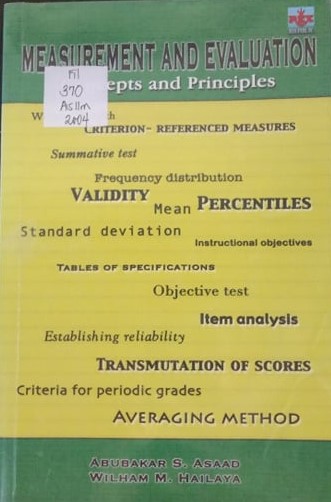 REX
MEASUREMENT AND EVALUATION
Fil
370
As11m
2004
cepts and Principles
CRITERION- REFERENCED MEASURES
Summative test
Frequency distribution
VALIDITY
Mean
PERCENTILES
Standard deviation
Instructional objectives
TABLES OF SPECIFICATIONS
Objective test
Item analysis
Establishing reliability
TRANSMUTATION OF SCORES
Criteria for periodic grades
AVERAGING METHOD
ABUBAKAR S. ASAAD
WILHAM M. HAILAYA